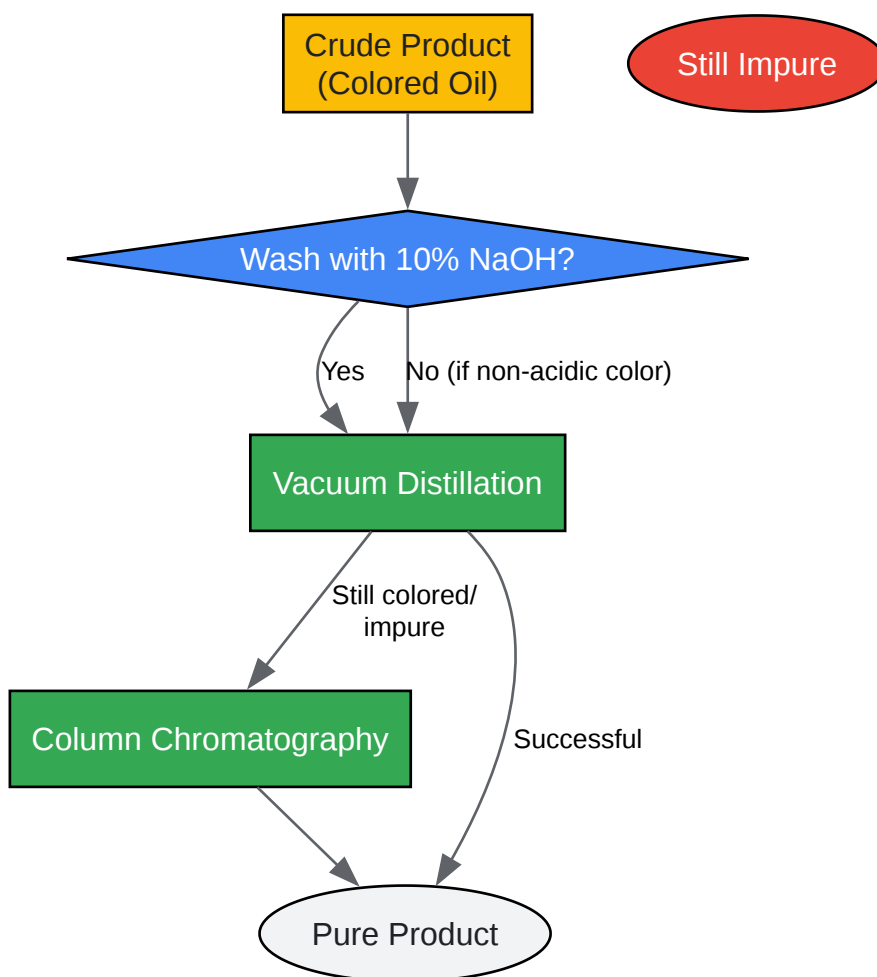 Crude Product
(Colored Oil)
Still Impure
Wash with 10% NaOH?
Yes
No (if non-acidic color)
Vacuum Distillation
Still colored/
impure
Column Chromatography
Successful
Pure Product